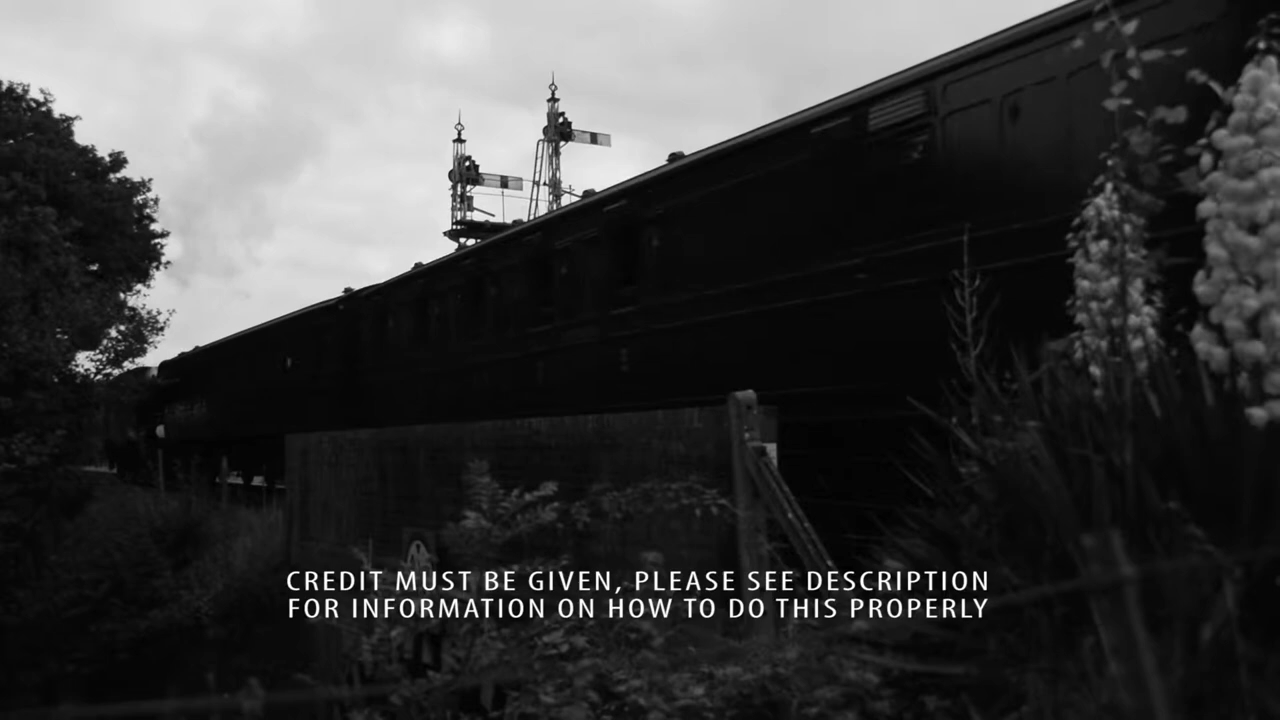 CREDIT MUST BE GIVEN, PLEASE SEE DESCRIPTION
FOR INFORMATION ON HOW TO DO THIS PROPERLY